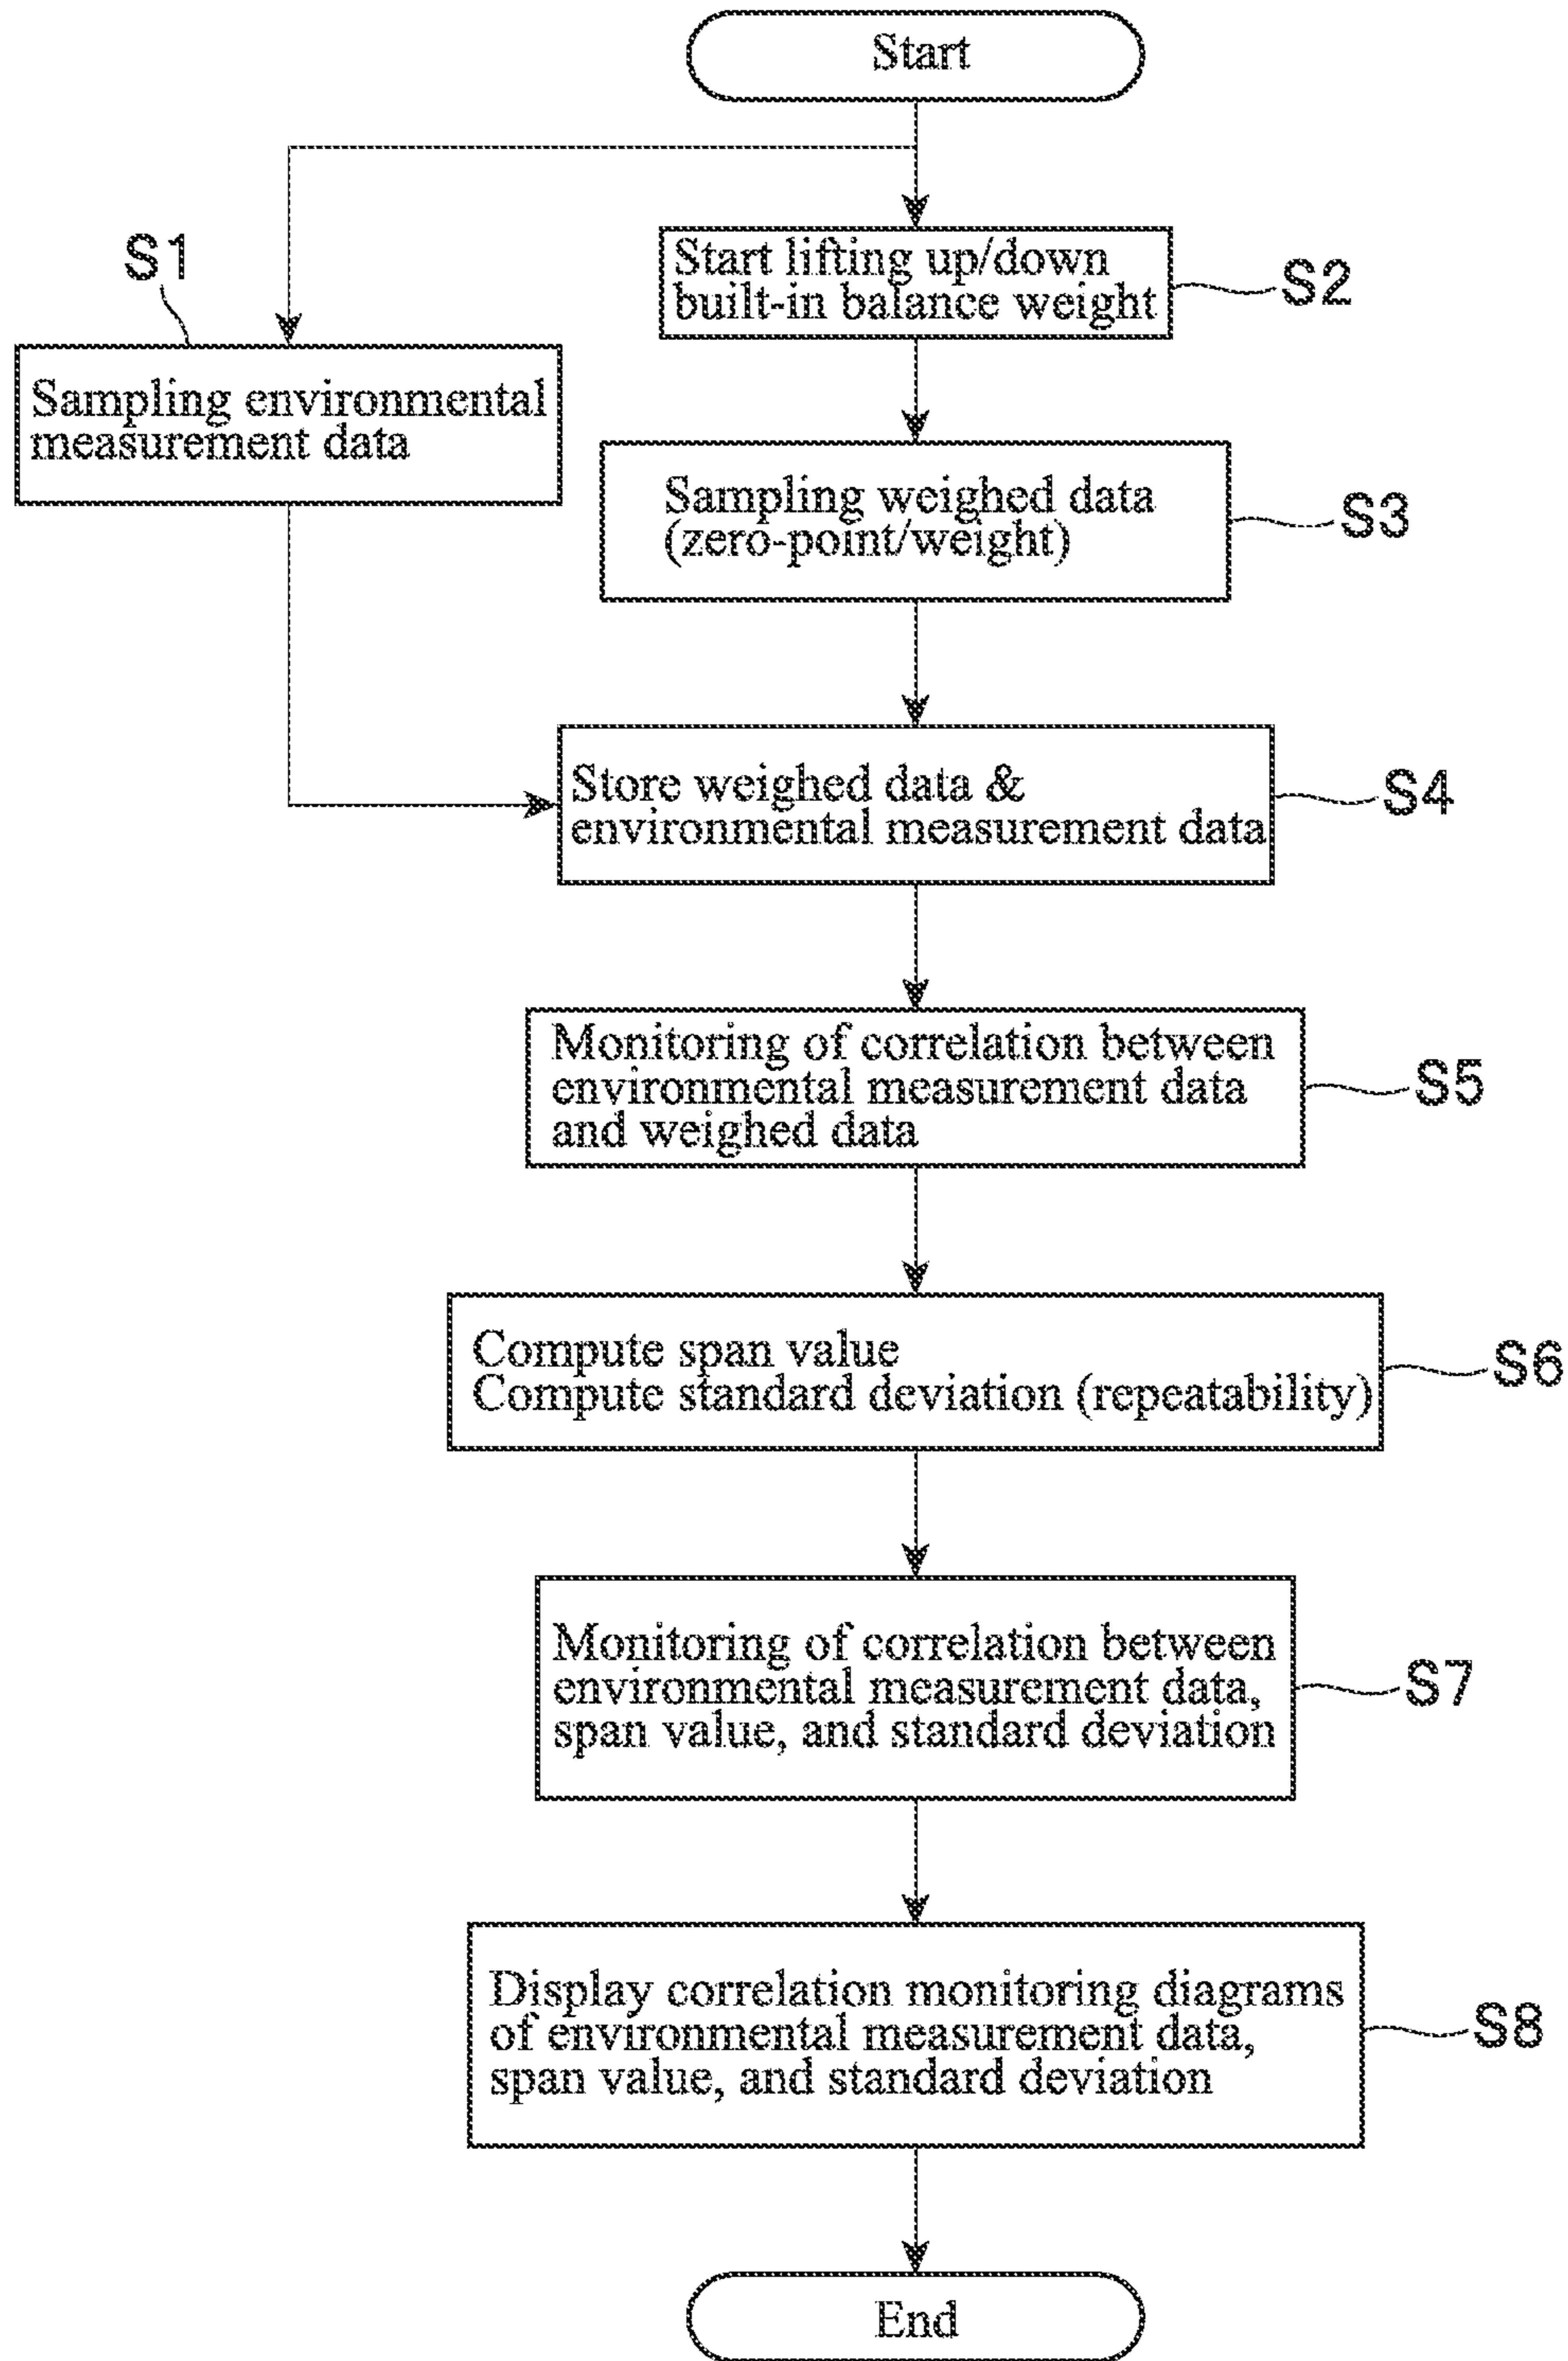 Start
S1
Sampling environmental
measurement data
Start lifting up/down
built-in balance weight
S2
Sampling weighed data
(zero-point/weight)
S3
Store weighed data &
environmental measurement data
S4
Monitoring of correlation between
environmental measurement data
and weighed data
S5
Compute span value
Compute standard deviation (repeatability)
S6
Monitoring of correlation between
environmental measurement data,
span value, and standard deviation
S7
Display correlation monitoring diagrams
of environmental measurement data,
span value, and standard deviation
S8
End